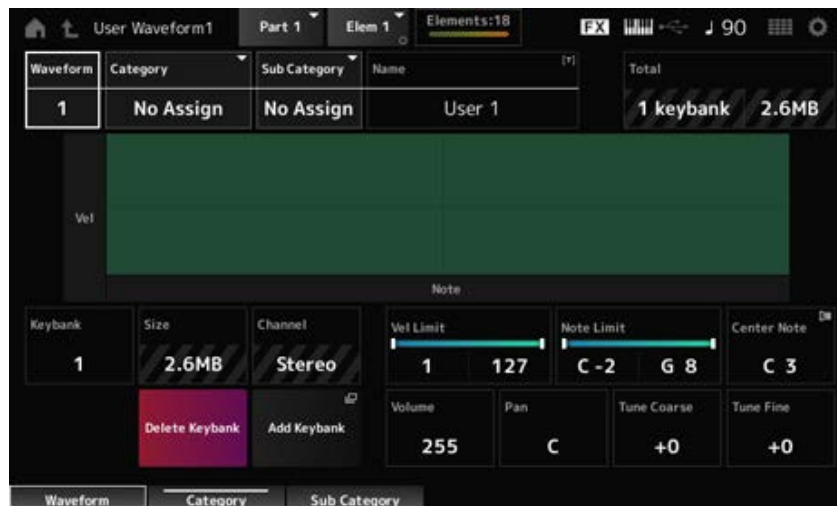 User Waveform1 Part 1 Elem 1 Elements:18 FX 90
Waveform Category Sub Category Name [T] Total
1 No Assign No Assign User 1 1 keybank 2.6MB
Vel
Note
Keybank Size Channel Vel Limit Note Limit Center Note
1 2.6MB Stereo 1 127 C -2 G 8 C 3
Delete Keybank Add Keybank Volume Pan Tune Coarse Tune Fine
255 C +0 +0
Waveform Category Sub Category